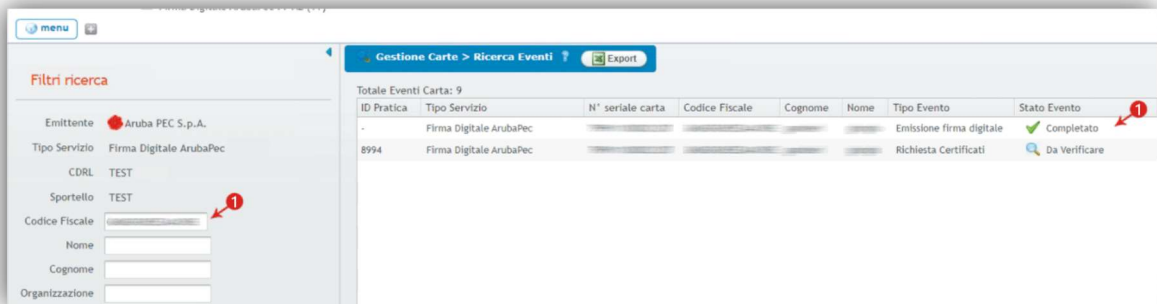 menu
Gestione Carte > Ricerca Eventi ? Export
Filtri ricerca
Totale Eventi Carta: 9
ID Pratica Tipo Servizio N° seriale carta Codice Fiscale Cognome Nome Tipo Evento Stato Evento
1
- Firma Digitale ArubaPec Emissione firma digitale Completato
8994 Firma Digitale ArubaPec Richiesta Certificati Da Verificare
Emittente Aruba PEC S.p.A.
Tipo Servizio Firma Digitale ArubaPec
CDRL TEST
Sportello TEST
1
Codice Fiscale
Nome
Cognome
Organizzazione